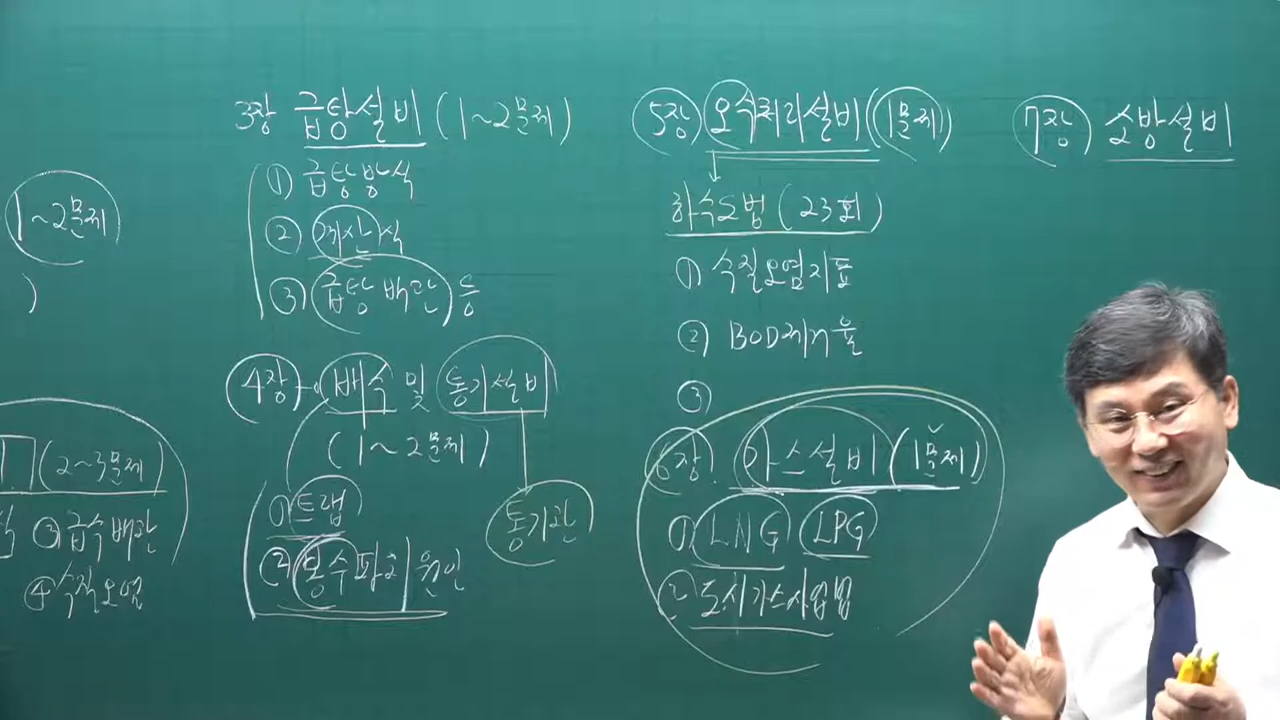 1~2문제
)
(2~3문제)
③급수배관
④수질오염
3장 급탕설비 (1~2문제)
① 급탕방식
② 계산식
③ 급탕배관 등
4장 배수 및 통기설비
(1~2문제)
① 트랩
② 봉수파괴원인
통기관
5장 오수처리설비 (1문제)
하수도법 (23회)
① 수질오염지표
② BOD제거율
③
6장 가스설비 (1문제)
① LNG LPG
② 도시가스사업법
7장 소방설비